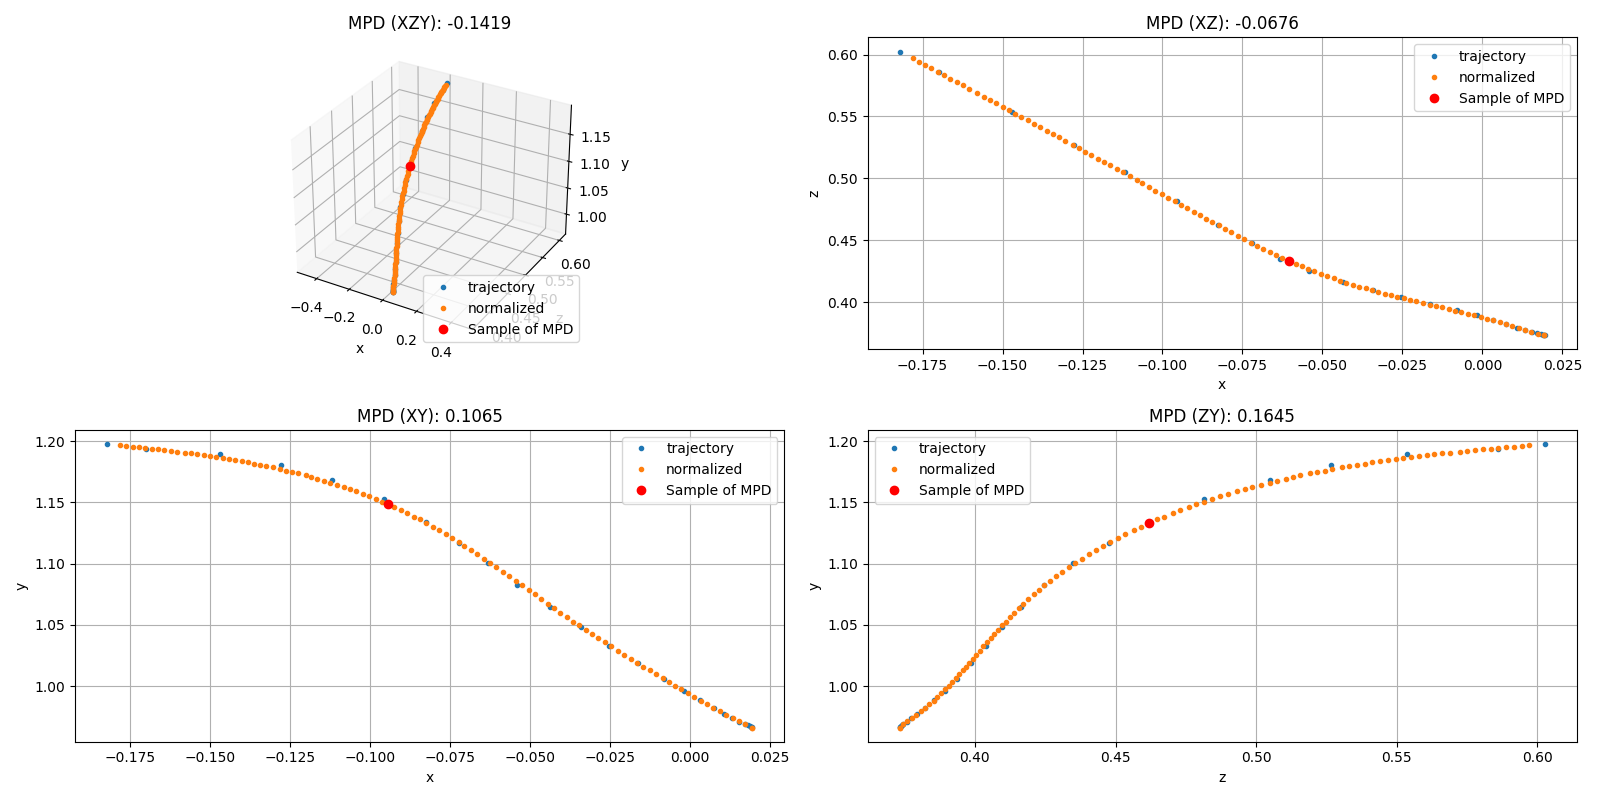 MPD (XZY): -0.1419
1.15
1.10
1.05
1.00
y
0.60
0.55
0.50
0.45
0.40
z
−0.4
−0.2
0.0
0.2
0.4
x
trajectory
normalized
Sample of MPD
MPD (XZ): -0.0676
0.60
0.55
0.50
0.45
0.40
z
−0.175
−0.150
−0.125
−0.100
−0.075
−0.050
−0.025
0.000
0.025
x
trajectory
normalized
Sample of MPD
MPD (XY): 0.1065
1.20
1.15
1.10
1.05
1.00
y
−0.175
−0.150
−0.125
−0.100
−0.075
−0.050
−0.025
0.000
0.025
x
trajectory
normalized
Sample of MPD
MPD (ZY): 0.1645
1.20
1.15
1.10
1.05
1.00
y
0.40
0.45
0.50
0.55
0.60
z
trajectory
normalized
Sample of MPD